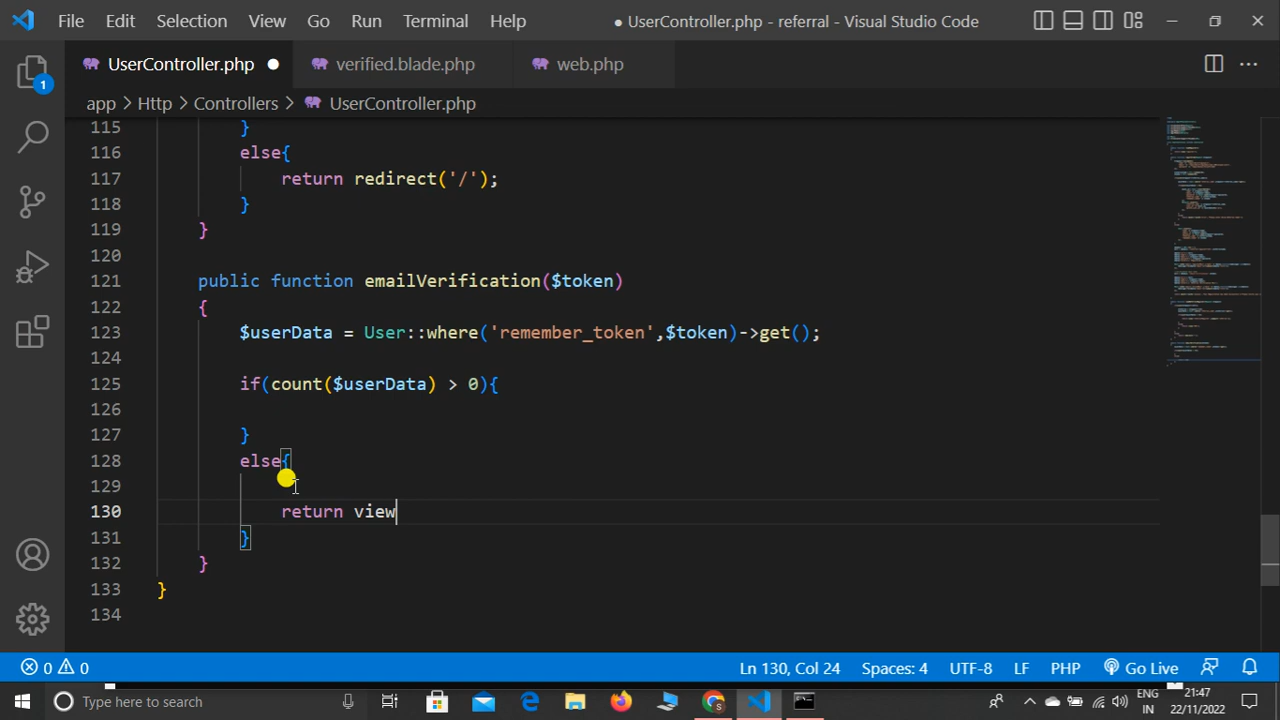 File Edit Selection View Go Run Terminal Help
● UserController.php - referral - Visual Studio Code
UserController.php verified.blade.php web.php
app > Http > Controllers > UserController.php
1
115 }
116 else{
117 return redirect('/');
118 }
119 }
120
121 public function emailVerification($token)
122 {
123 $userData = User::where('remember_token',$token)->get();
124
125 if(count($userData) > 0){
126
127 }
128 else{
129
130 return view
131 }
132 }
133 }
134
0 0 Ln 130, Col 24 Spaces: 4 UTF-8 LF PHP Go Live
Type here to search
ENG 21:47
IN 22/11/2022